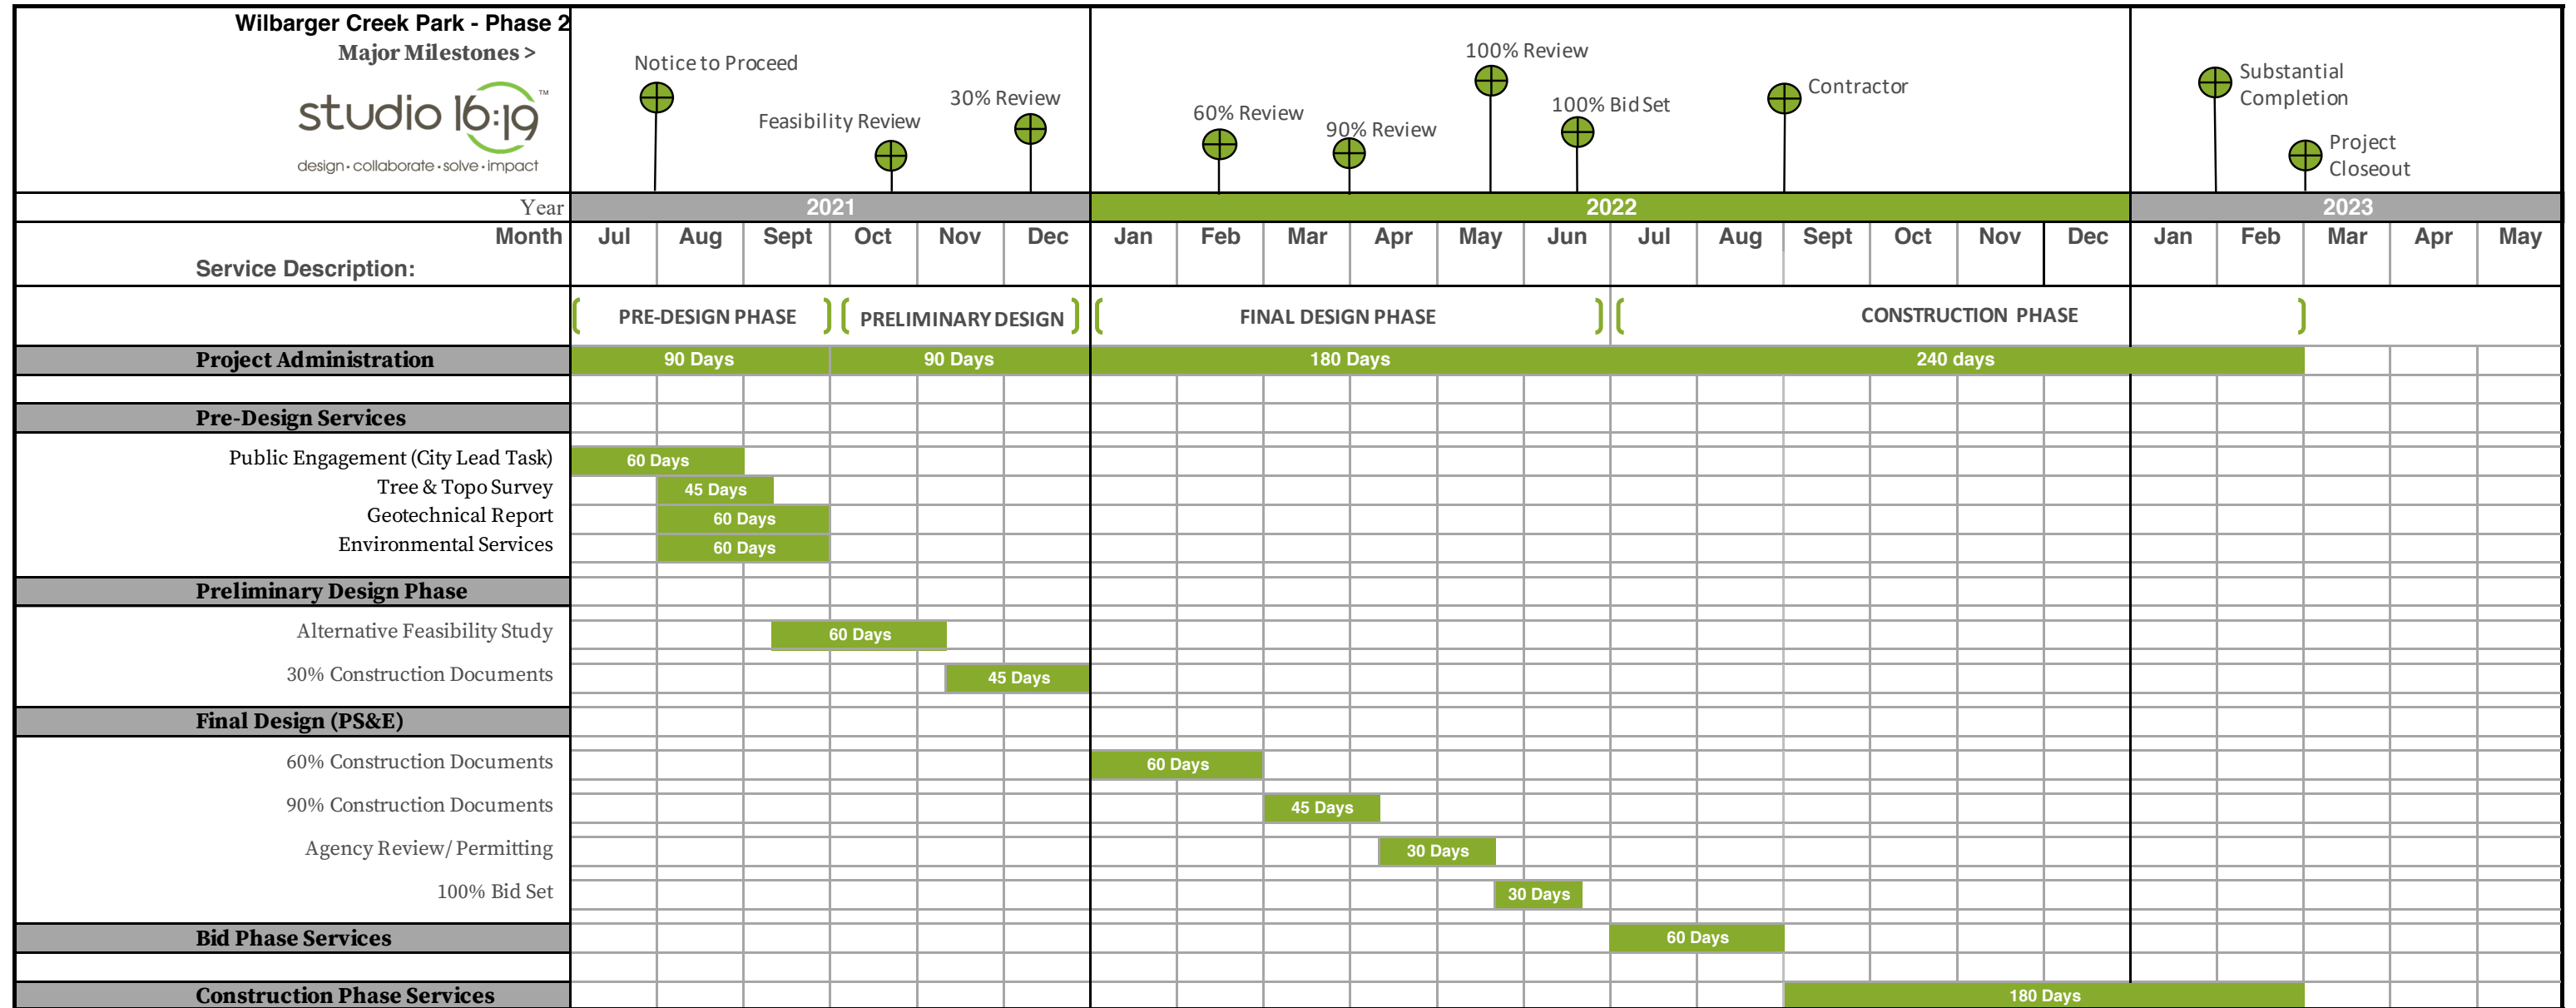 Wilbarger Creek Park - Phase 2
Major Milestones >
studio 16:19™
design·collaborate·solve·impact
Notice to Proceed
Feasibility Review
30% Review
60% Review
90% Review
100% Review
100% Bid Set
Contractor
Substantial
Completion
Project
Closeout
Year 2021 2022 2023
Month Jul Aug Sept Oct Nov Dec Jan Feb Mar Apr May Jun Jul Aug Sept Oct Nov Dec Jan Feb Mar Apr May
Service Description:
PRE-DESIGN PHASE PRELIMINARY DESIGN FINAL DESIGN PHASE CONSTRUCTION PHASE
Project Administration 90 Days 90 Days 180 Days 240 days
Pre-Design Services
Public Engagement (City Lead Task) 60 Days
Tree & Topo Survey 45 Days
Geotechnical Report 60 Days
Environmental Services 60 Days
Preliminary Design Phase
Alternative Feasibility Study 60 Days
30% Construction Documents 45 Days
Final Design (PS&E)
60% Construction Documents 60 Days
90% Construction Documents 45 Days
Agency Review/ Permitting 30 Days
100% Bid Set 30 Days
Bid Phase Services 60 Days
Construction Phase Services 180 Days